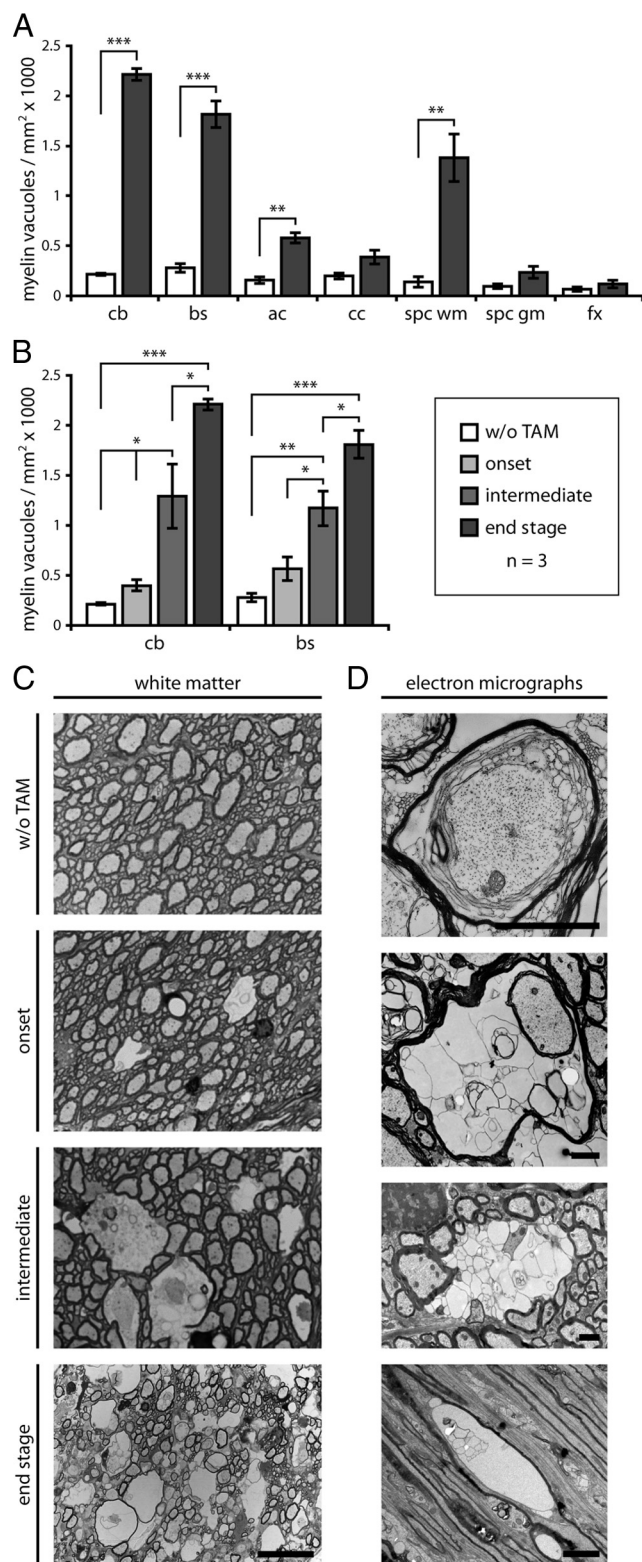 A
myelin vacuoles / mm² x 1000
2.5
2
1.5
1
0.5
0
***
***
**
**
cb bs ac cc spc wm spc gm fx
B
myelin vacuoles / mm² x 1000
2.5
2
1.5
1
0.5
0
***
*
*
***
*
**
*
cb bs
w/o TAM
onset
intermediate
end stage
n = 3
C white matter
D electron micrographs
w/o TAM
onset
intermediate
end stage